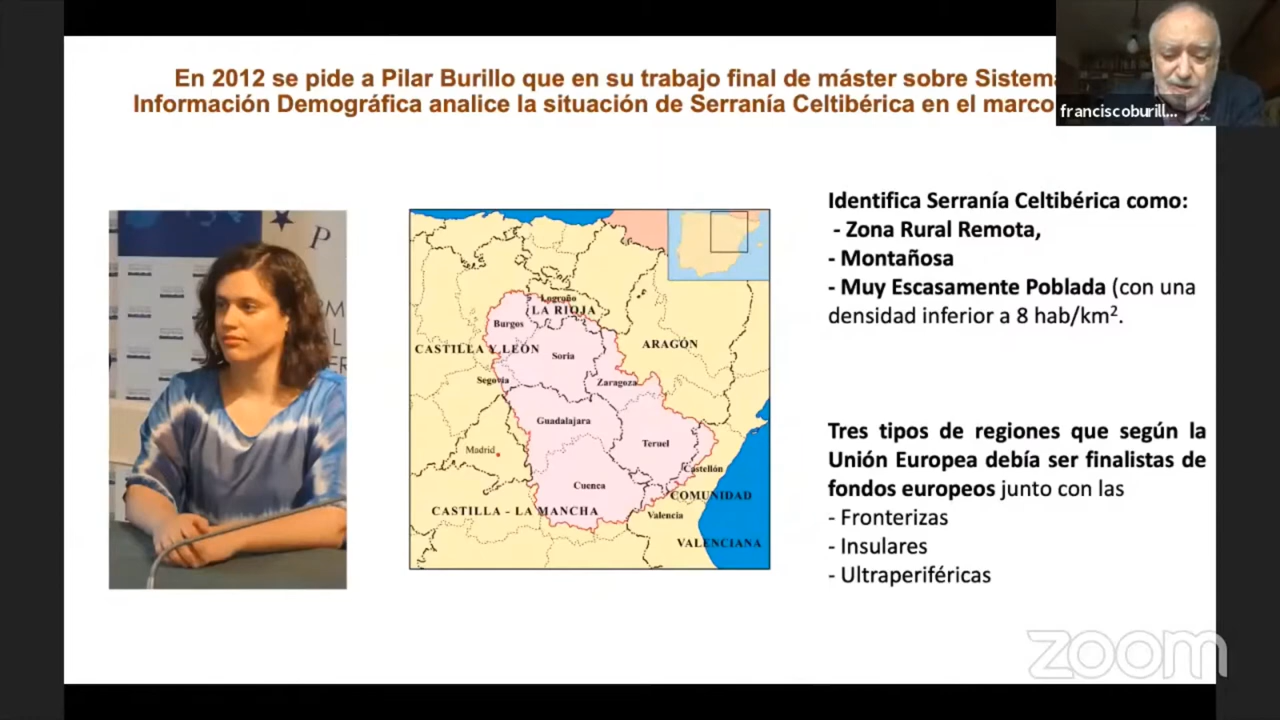 En 2012 se pide a Pilar Burillo que en su trabajo final de máster sobre Sistema
Información Demográfica analice la situación de Serranía Celtibérica en el marco
franciscoburill...
Identifica Serranía Celtibérica como:
- Zona Rural Remota,
- Montañosa
- Muy Escasamente Poblada (con una
densidad inferior a 8 hab/km².
Tres tipos de regiones que según la
Unión Europea debía ser finalistas de
fondos europeos junto con las
- Fronterizas
- Insulares
- Ultraperiféricas
P
Logroño
LA RIOJA
Burgos
CASTILLA Y LEÓN
Soria
ARAGÓN
Segovia
Zaragoza
Guadalajara
Madrid
Teruel
Castellón
Cuenca
COMUNIDAD
CASTILLA - LA MANCHA
Valencia
VALENCIANA
zoom